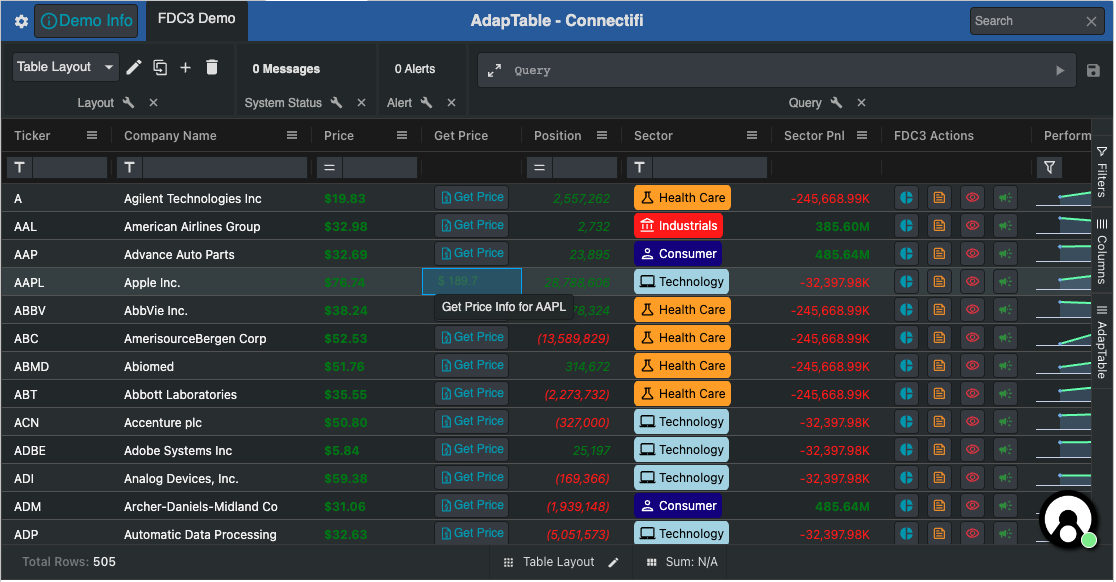 Demo Info FDC3 Demo AdapTable - Connectifi Search
Table Layout 0 Messages 0 Alerts Query
Layout System Status Alert Query
Ticker Company Name Price Get Price Position Sector Sector Pnl FDC3 Actions Perform
A Agilent Technologies Inc $19.83 Get Price 2,557,262 Health Care -245,668.99K
AAL American Airlines Group $32.98 Get Price 2,732 Industrials 385.60M
AAP Advance Auto Parts $32.69 Get Price 23,895 Consumer 485.64M
AAPL Apple Inc. $76.74 $ 189.7 28,788,606 Technology -32,397.98K
Get Price Info for AAPL
ABBV AbbVie Inc. $38.24 78,324 Health Care -245,668.99K
ABC AmerisourceBergen Corp $52.53 Get Price (13,589,829) Health Care -245,668.99K
ABMD Abiomed $51.76 Get Price 314,672 Health Care -245,668.99K
ABT Abbott Laboratories $35.55 Get Price (2,273,732) Health Care -245,668.99K
ACN Accenture plc $50.80 Get Price (327,000) Technology -32,397.98K
ADBE Adobe Systems Inc $5.84 Get Price 25,197 Technology -32,397.98K
ADI Analog Devices, Inc. $59.38 Get Price (169,366) Technology -32,397.98K
ADM Archer-Daniels-Midland Co $31.06 Get Price (1,939,148) Consumer 485.64M
ADP Automatic Data Processing $32.63 Get Price (5,051,573) Technology -32,397.98K
Filters
Columns
AdapTable
Total Rows: 505 Table Layout Sum: N/A